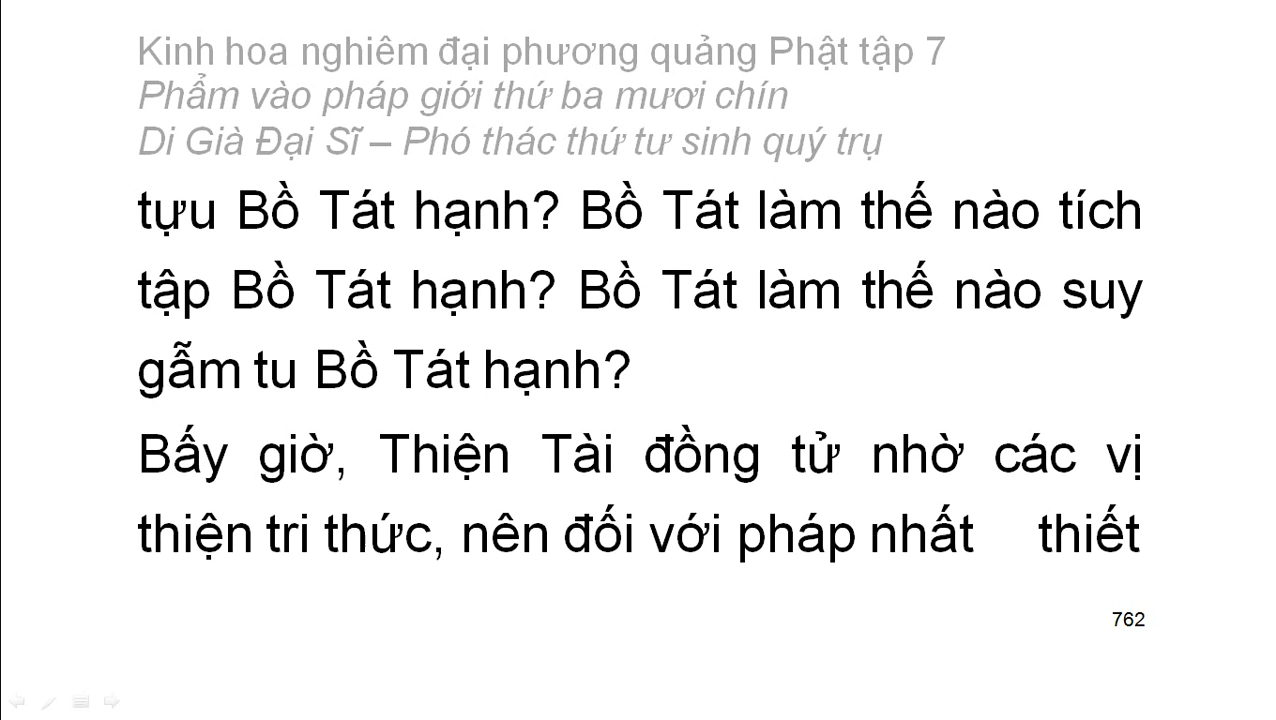 Kinh hoa nghiêm đại phương quảng Phật tập 7
Phẩm vào pháp giới thứ ba mươi chín
Di Già Đại Sĩ – Phó thác thứ tư sinh quý trụ
tựu Bồ Tát hạnh? Bồ Tát làm thế nào tích
tập Bồ Tát hạnh? Bồ Tát làm thế nào suy
gẫm tu Bồ Tát hạnh?
Bấy giờ, Thiện Tài đồng tử nhờ các vị
thiện tri thức, nên đối với pháp nhất thiết
762